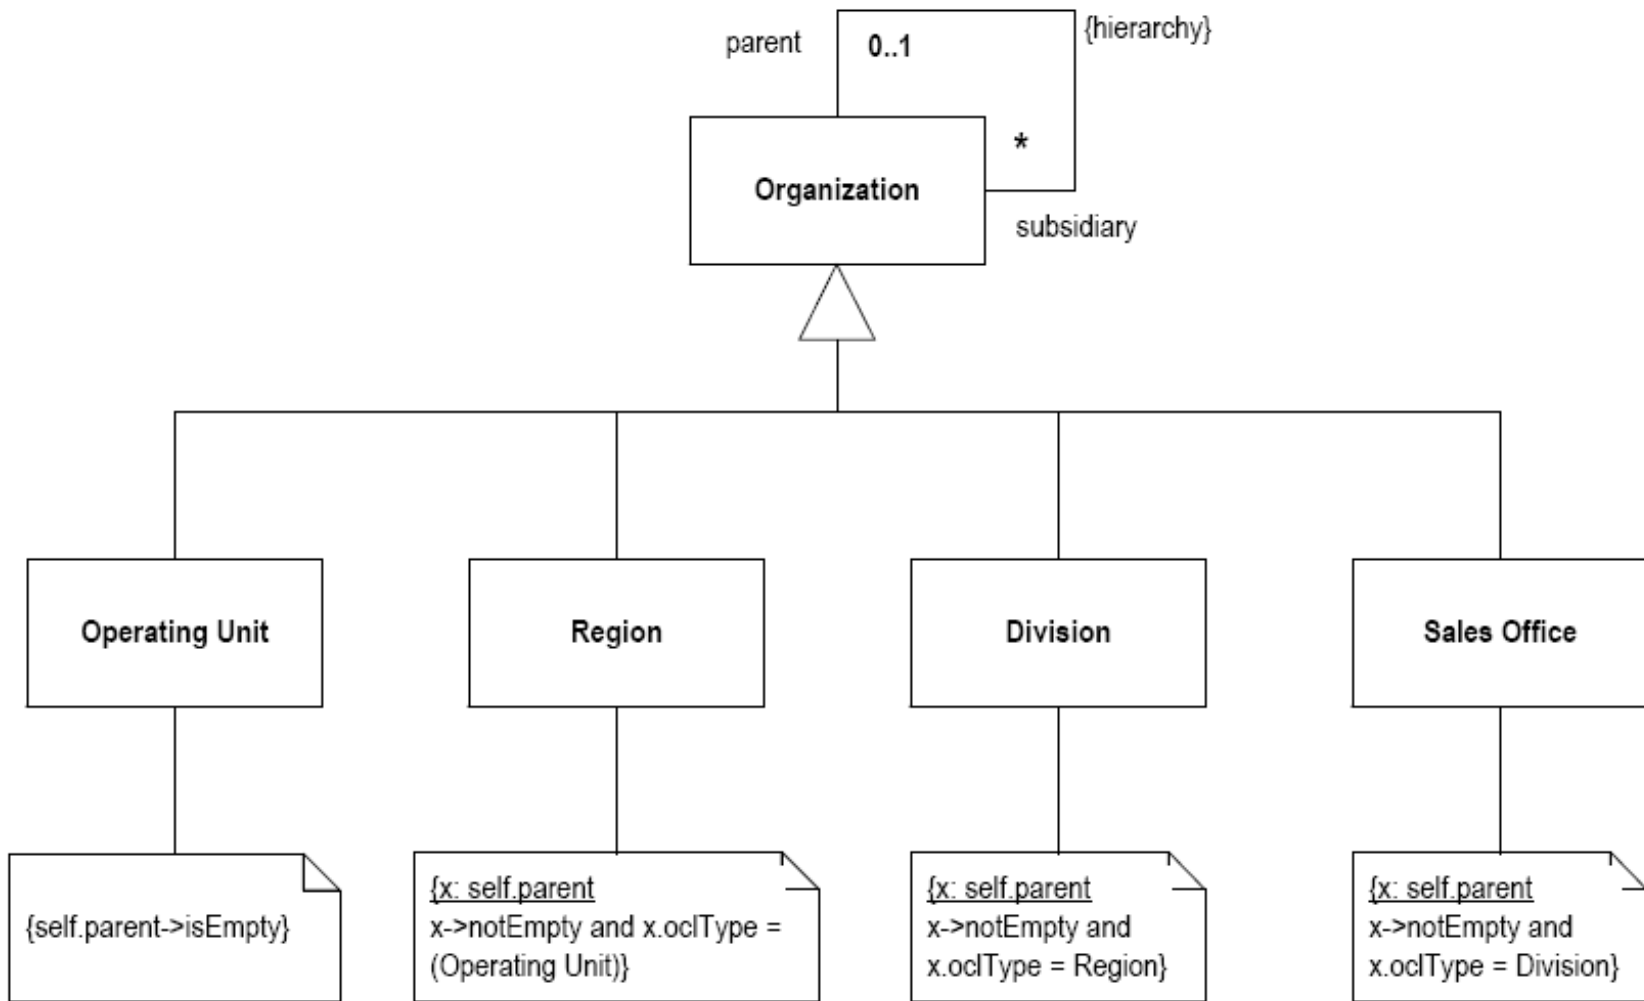 {hierarchy}
parent
0..1
*
Organization
subsidiary
Operating Unit
Region
Division
Sales Office
{self.parent->isEmpty}
{x: self.parent
x->notEmpty and x.oclType =
(Operating Unit)}
{x: self.parent
x->notEmpty and
x.oclType = Region}
{x: self.parent
x->notEmpty and
x.oclType = Division}